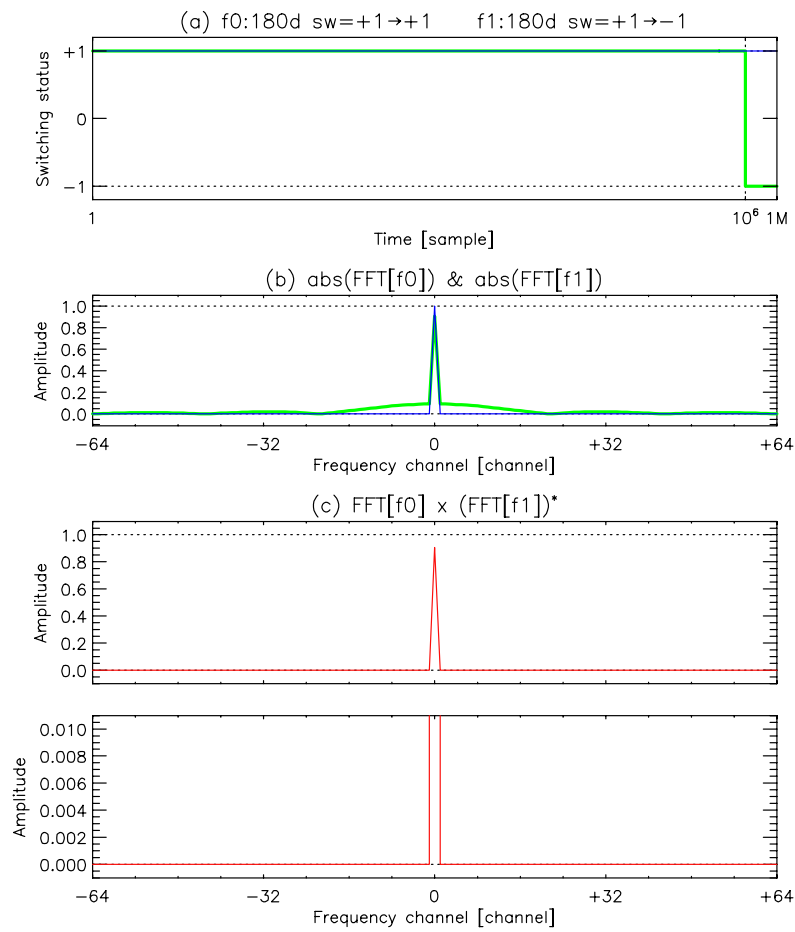 (a) f0:180d sw=+1→+1 f1:180d sw=+1→−1
+1
0
−1
Switching status
1
10⁶ 1M
Time [sample]
(b) abs(FFT[f0]) & abs(FFT[f1])
1.0
0.8
0.6
0.4
0.2
0.0
Amplitude
−64 −32 0 +32 +64
Frequency channel [channel]
(c) FFT[f0] x (FFT[f1])*
1.0
0.8
0.6
0.4
0.2
0.0
Amplitude
0.010
0.008
0.006
0.004
0.002
0.000
Amplitude
−64 −32 0 +32 +64
Frequency channel [channel]